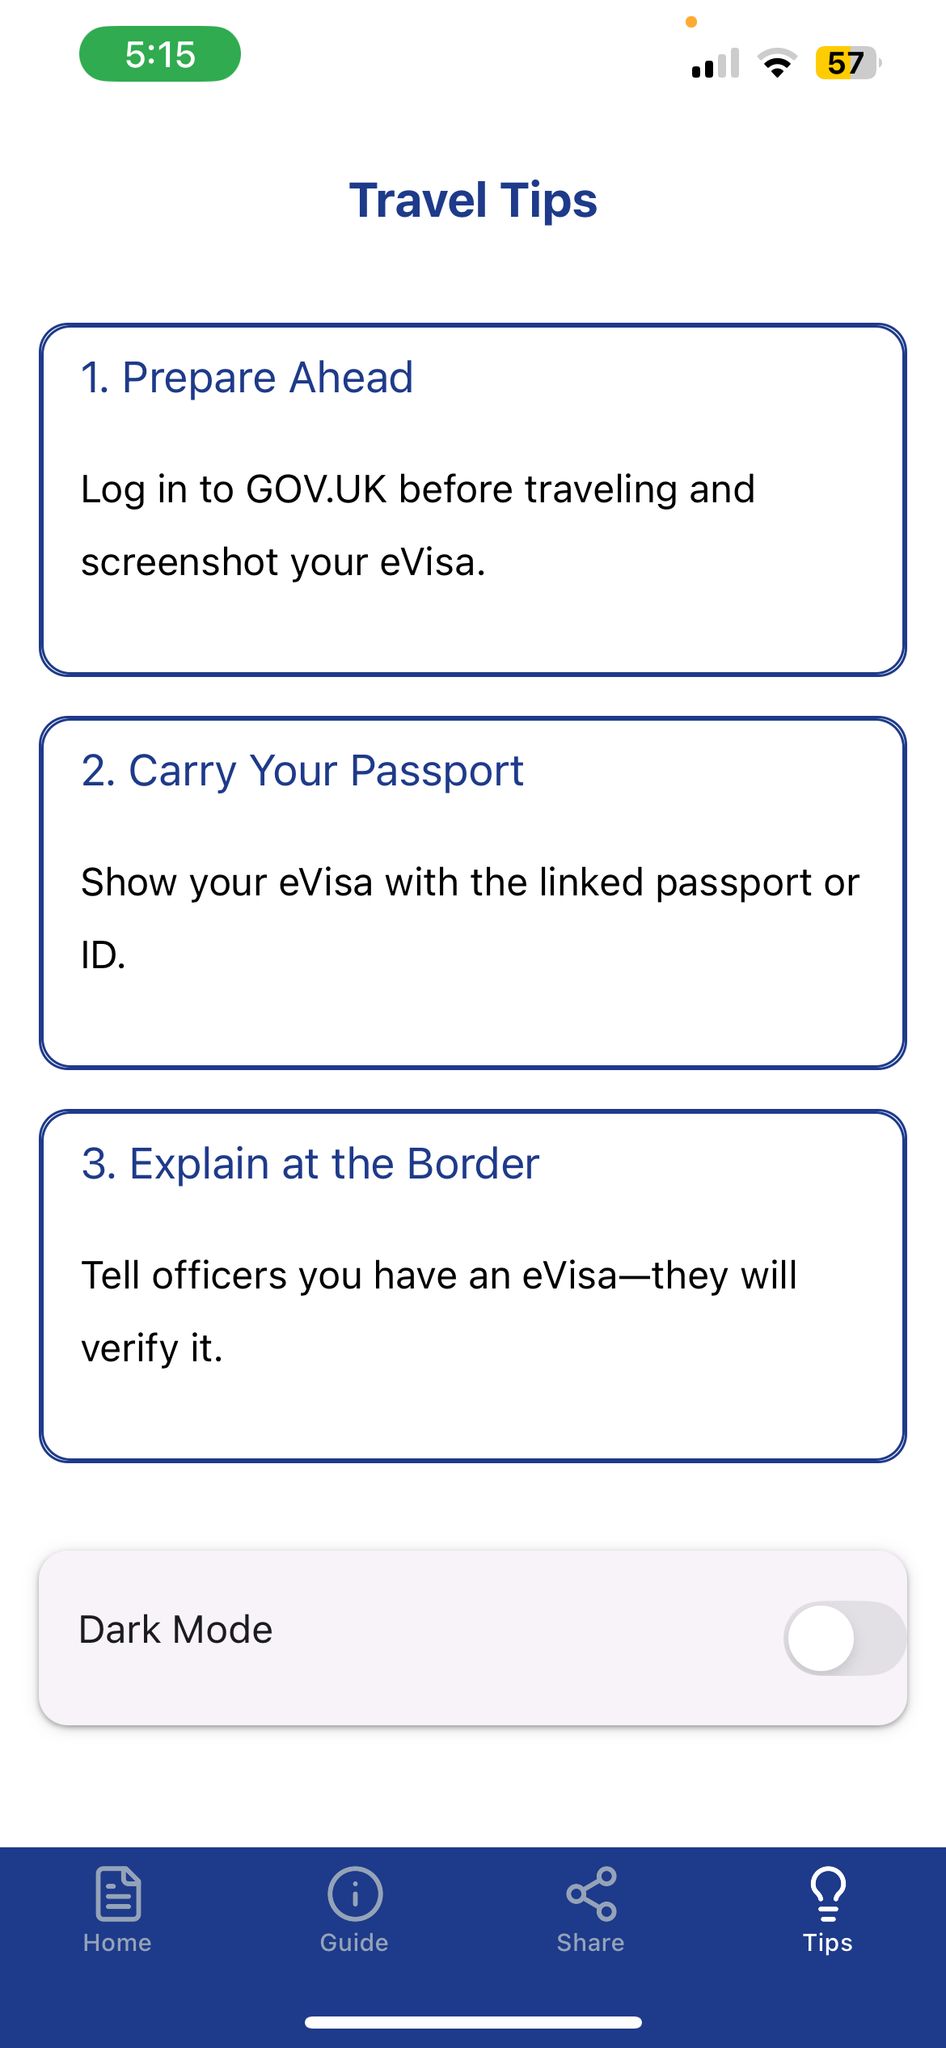 5:15
57
Travel Tips
1. Prepare Ahead
Log in to GOV.UK before traveling and
screenshot your eVisa.
2. Carry Your Passport
Show your eVisa with the linked passport or
ID.
3. Explain at the Border
Tell officers you have an eVisa—they will
verify it.
Dark Mode
Home
Guide
Share
Tips